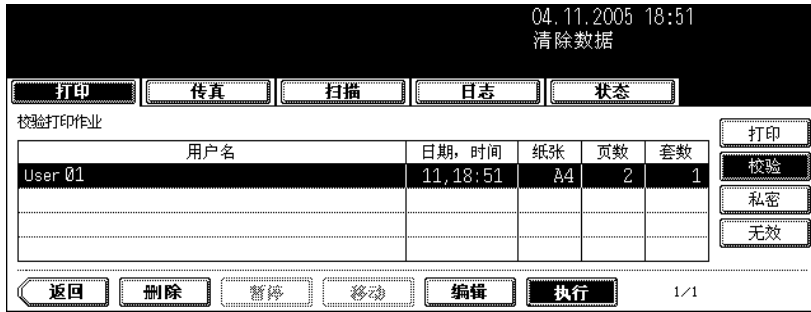 04.11.2005 18:51
清除数据
打印 传真 扫描 日志 状态
校验打印作业
用户名 日期，时间 纸张 页数 套数
User 01 11,18:51 A4 2 1
打印
校验
私密
无效
返回 删除 暂停 移动 编辑 执行 1/1